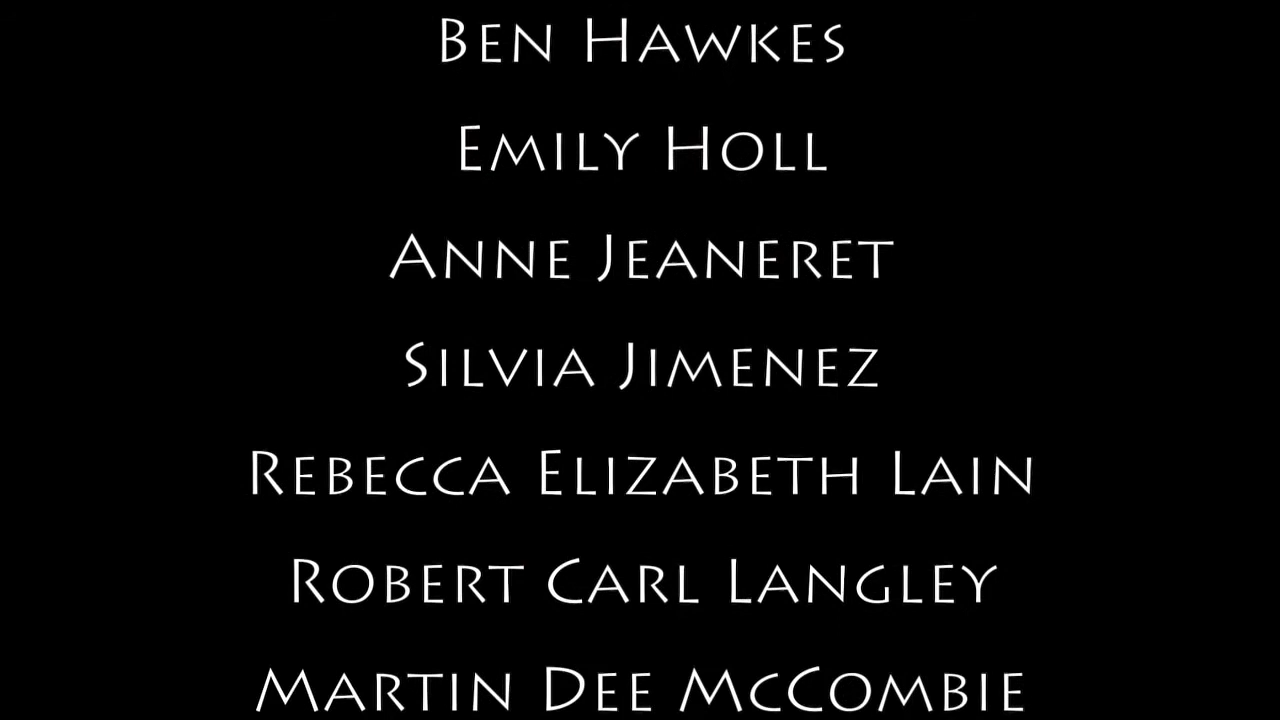 Ben Hawkes
Emily Holl
Anne Jeaneret
Silvia Jimenez
Rebecca Elizabeth Lain
Robert Carl Langley
Martin Dee McCombie